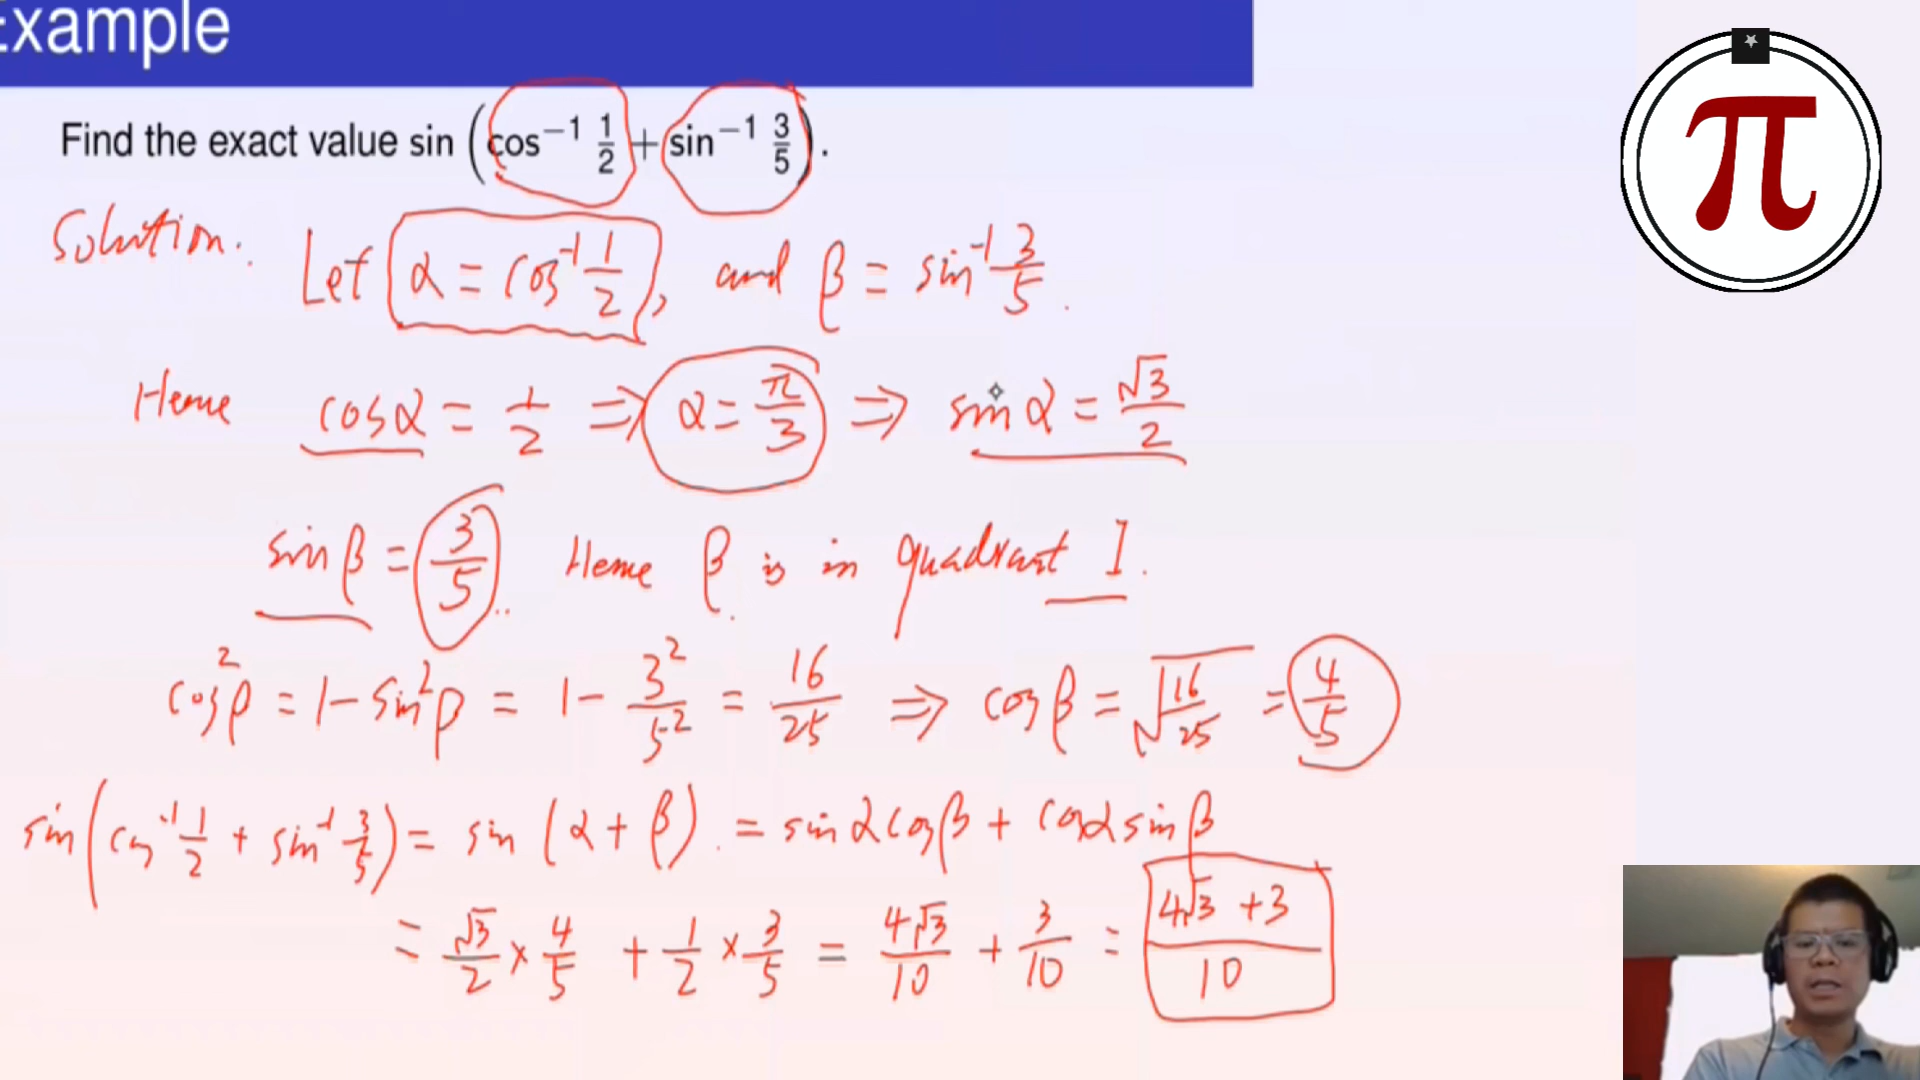 Example
Find the exact value sin (cos⁻¹ 1/2 + sin⁻¹ 3/5).
Solution:
Let α = cos⁻¹ 1/2, and β = sin⁻¹ 3/5.
Hence cosα = 1/2 ⇒ α = π/3 ⇒ sin α = √3/2
sin β = 3/5. Hence β is in quadrant I.
cos²β = 1 − sin²β = 1 − 3²/5² = 16/25 ⇒ cos β = √(16/25) = 4/5
sin(cos⁻¹ 1/2 + sin⁻¹ 3/5) = sin (α + β) = sin α cos β + cos α sin β
= √3/2 × 4/5 + 1/2 × 3/5 = 4√3/10 + 3/10 = (4√3 + 3)/10
π